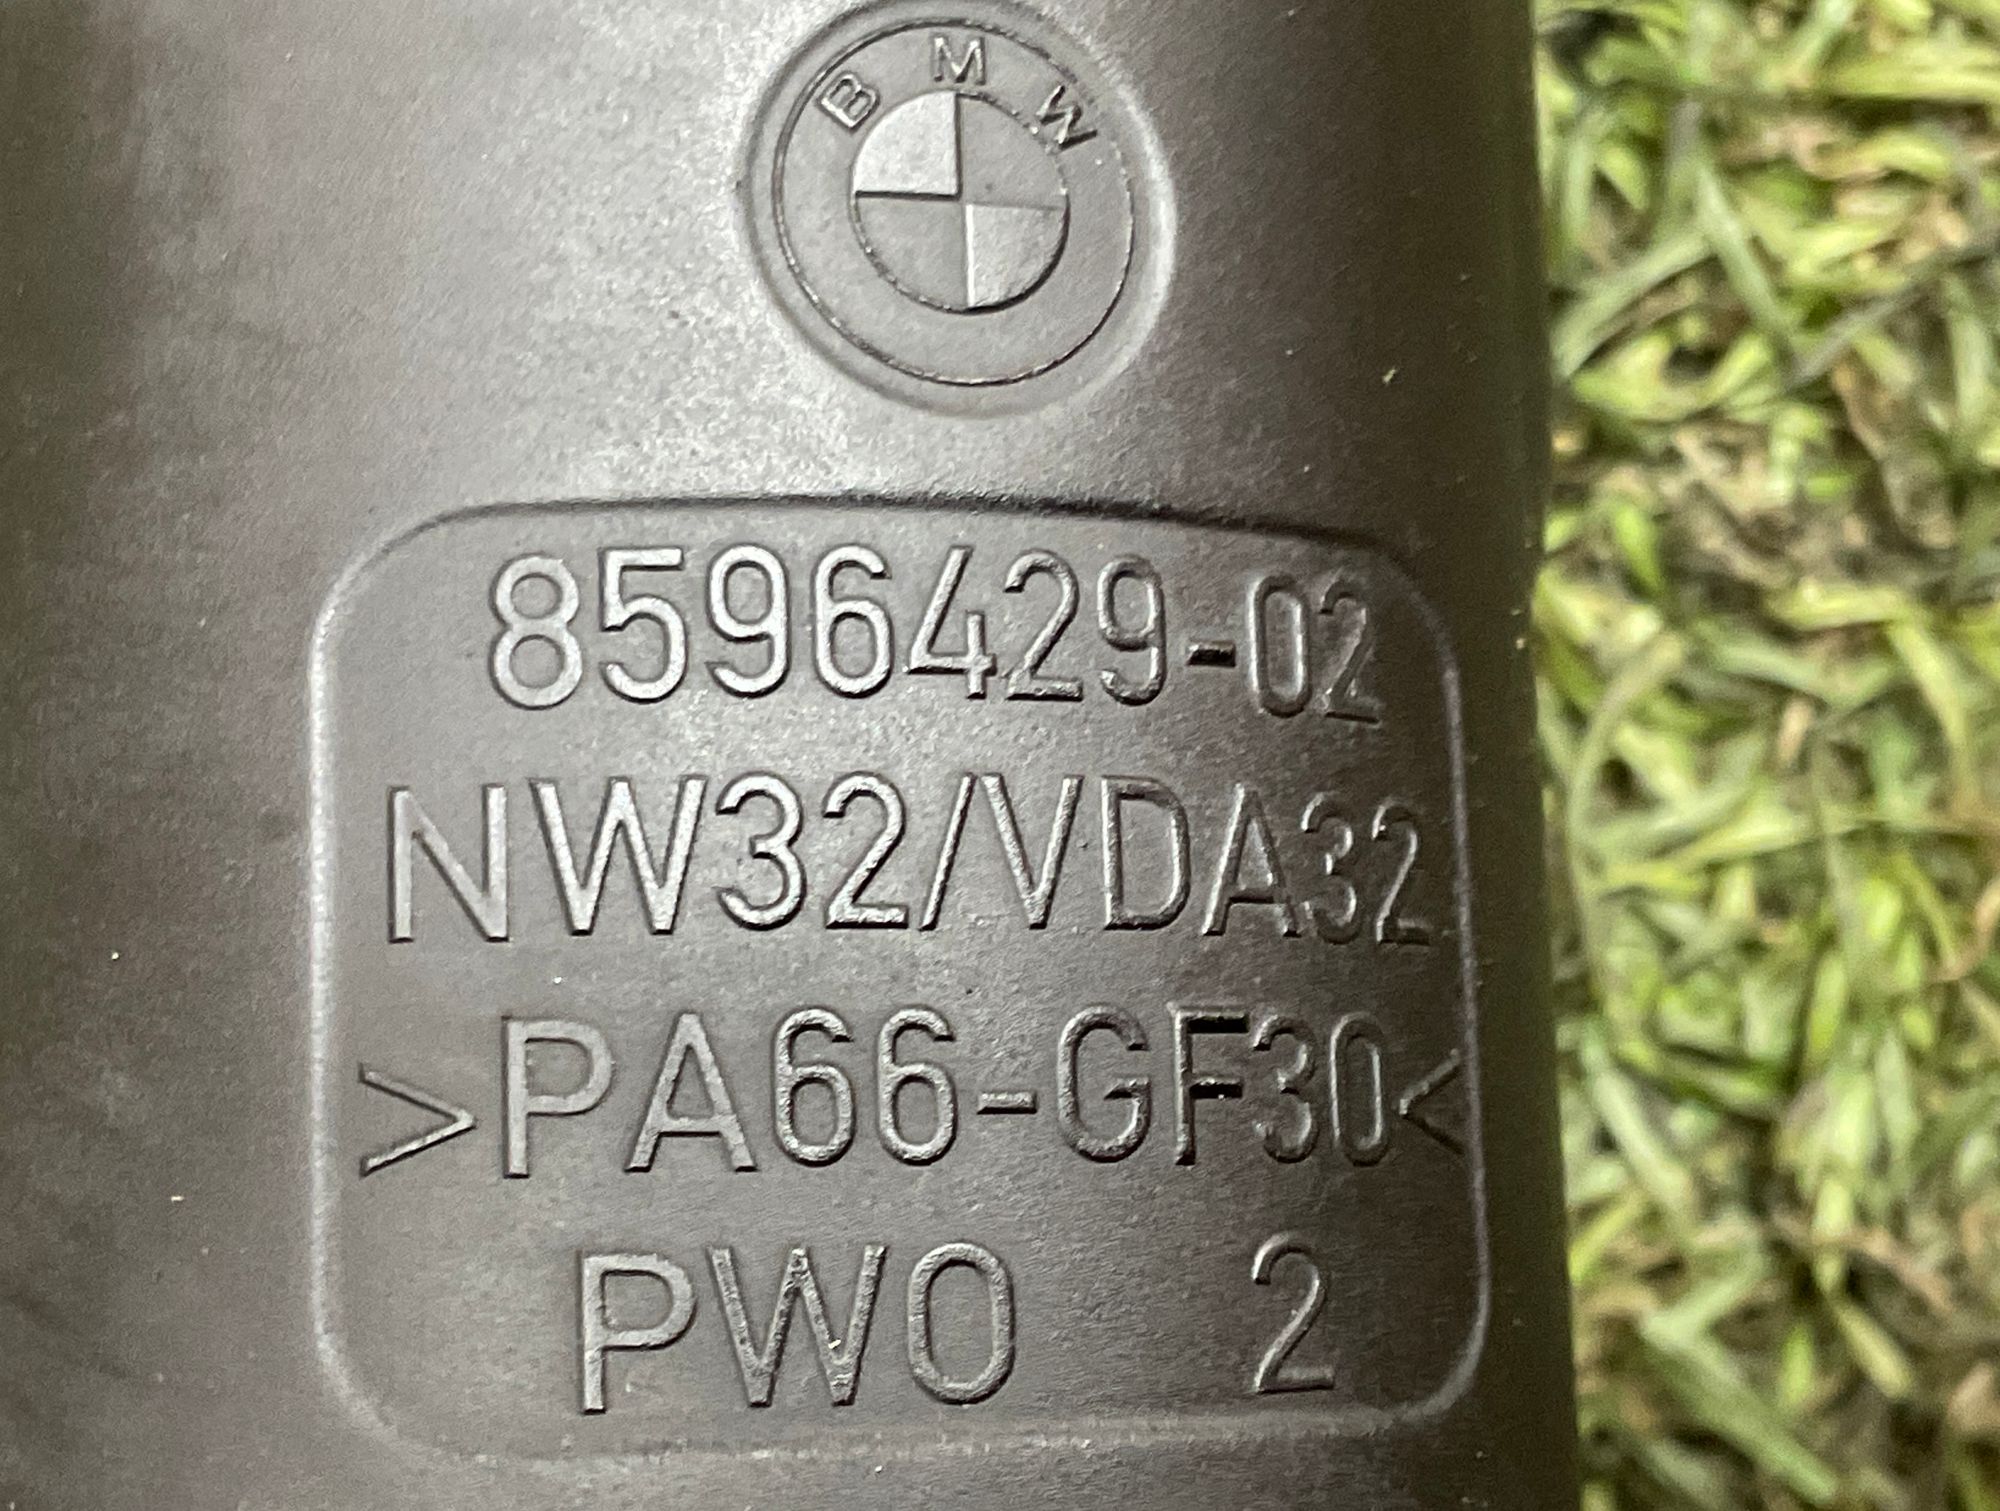 BMW
8596429-02
NW32/VDA32
>PA66-GF30<
PWO 2